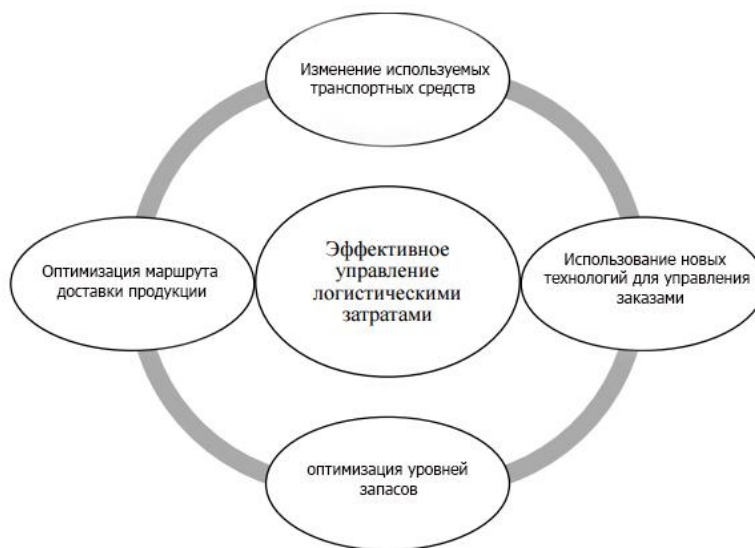 Изменение используемых
транспортных средств
Эффективное
управление
логистическими
затратами
Оптимизация маршрута
доставки продукции
Использование новых
технологий для управления
заказами
оптимизация уровней
запасов